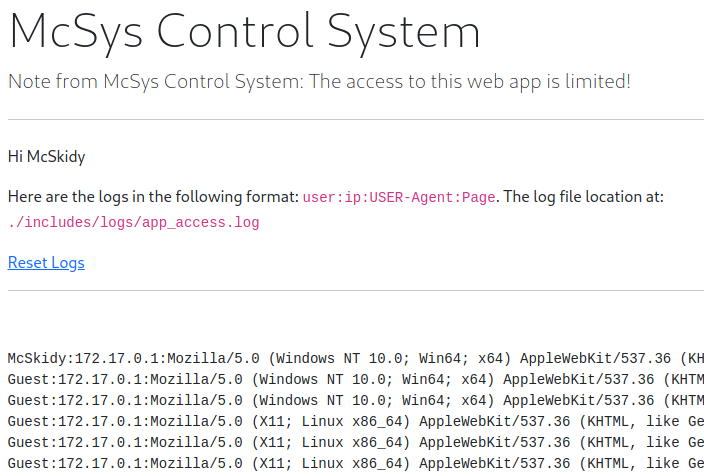 McSys Control System
Note from McSys Control System: The access to this web app is limited!
Hi McSkidy
Here are the logs in the following format: user:ip:USER-Agent:Page. The log file location at:
./includes/logs/app_access.log
Reset Logs
McSkidy:172.17.0.1:Mozilla/5.0 (Windows NT 10.0; Win64; x64) AppleWebKit/537.36 (KH
Guest:172.17.0.1:Mozilla/5.0 (Windows NT 10.0; Win64; x64) AppleWebKit/537.36 (KHTM
Guest:172.17.0.1:Mozilla/5.0 (Windows NT 10.0; Win64; x64) AppleWebKit/537.36 (KHTM
Guest:172.17.0.1:Mozilla/5.0 (X11; Linux x86_64) AppleWebKit/537.36 (KHTML, like Ge
Guest:172.17.0.1:Mozilla/5.0 (X11; Linux x86_64) AppleWebKit/537.36 (KHTML, like Ge
Guest:172.17.0.1:Mozilla/5.0 (X11; Linux x86_64) AppleWebKit/537.36 (KHTML, like Ge